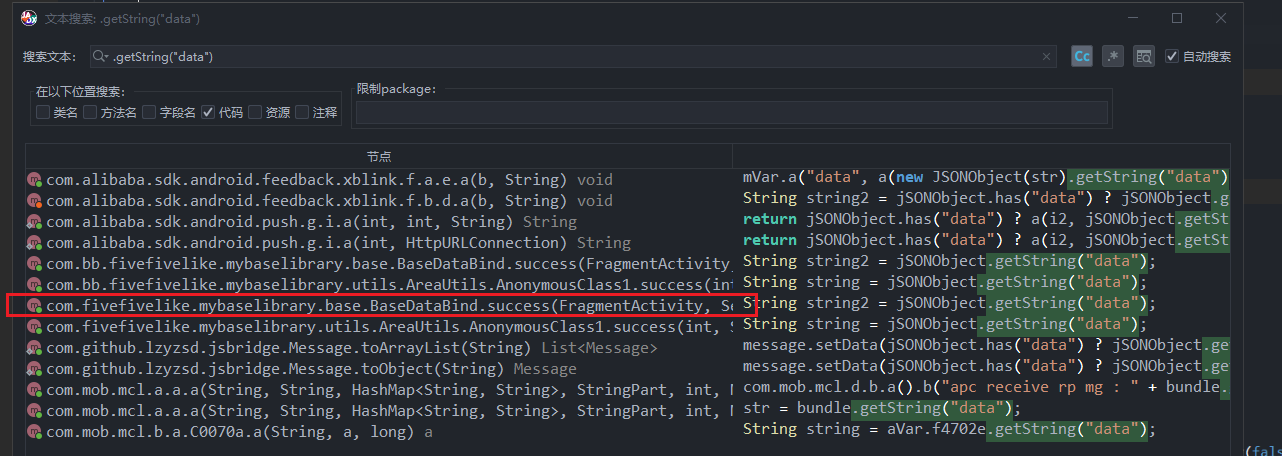 文本搜索: .getString("data")
搜索文本: .getString("data") Cc .* 自动搜索
在以下位置搜索: 限制package:
类名 方法名 字段名 代码 资源 注释
节点
com.alibaba.sdk.android.feedback.xblink.f.a.e.a(b, String) void mVar.a("data", a(new JSONObject(str).getString("data")
com.alibaba.sdk.android.feedback.xblink.f.b.d.a(b, String) void String string2 = jSONObject.has("data") ? jSONObject.g
com.alibaba.sdk.android.push.g.i.a(int, int, String) String return jSONObject.has("data") ? a(i2, jSONObject.getSt
com.alibaba.sdk.android.push.g.i.a(int, HttpURLConnection) String return jSONObject.has("data") ? a(i2, jSONObject.getSt
com.bb.fivefivelike.mybaselibrary.base.BaseDataBind.success(FragmentActivity, String string2 = jSONObject.getString("data");
com.bb.fivefivelike.mybaselibrary.utils.AreaUtils.AnonymousClass1.success(int String string = jSONObject.getString("data");
com.fivefivelike.mybaselibrary.base.BaseDataBind.success(FragmentActivity, Su String string2 = jSONObject.getString("data");
com.fivefivelike.mybaselibrary.utils.AreaUtils.AnonymousClass1.success(int, S String string = jSONObject.getString("data");
com.github.lzyzsd.jsbridge.Message.toArrayList(String) List<Message> message.setData(jSONObject.has("data") ? jSONObject.ge
com.github.lzyzsd.jsbridge.Message.toObject(String) Message message.setData(jSONObject.has("data") ? jSONObject.ge
com.mob.mcl.a.a.a(String, String, HashMap<String, String>, StringPart, int, M com.mob.mcl.d.b.a().b("apc receive rp mg : " + bundle.
com.mob.mcl.a.a.a(String, String, HashMap<String, String>, StringPart, int, M str = bundle.getString("data");
com.mob.mcl.b.a.C0070a.a(String, a, long) a String string = aVar.f4702e.getString("data");
(fals